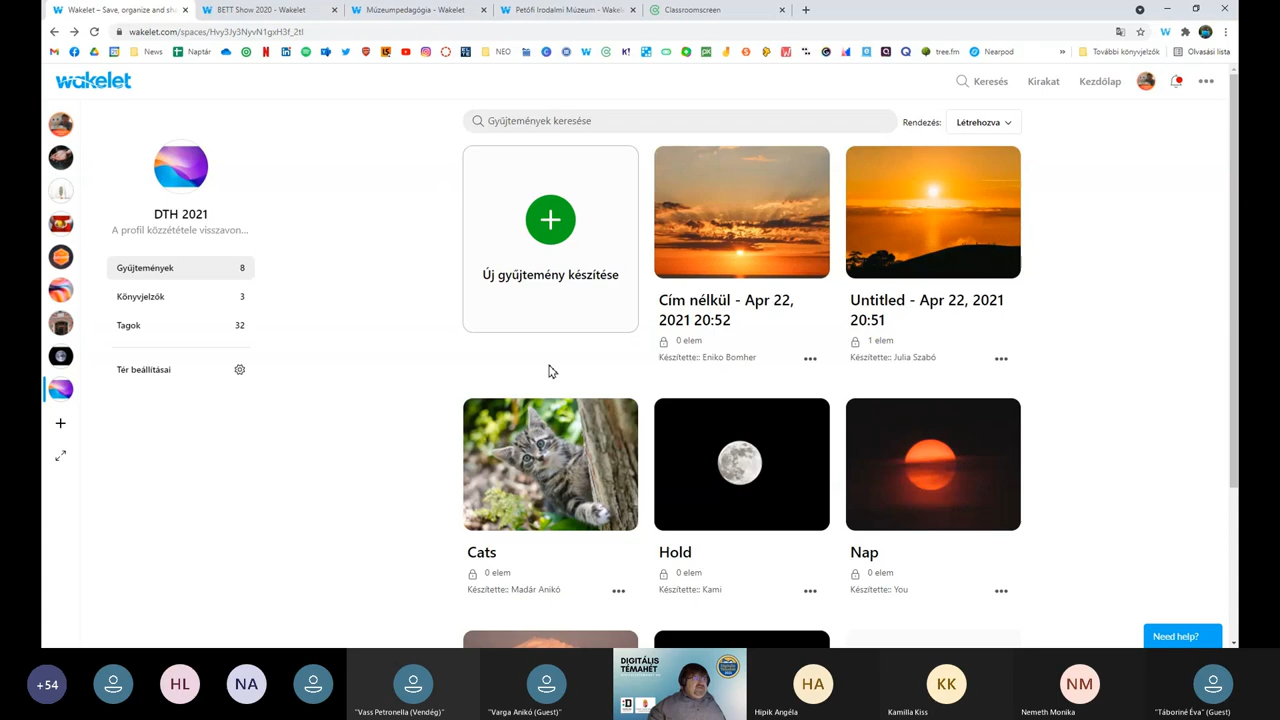 Wakelet – Save, organize and sha
BETT Show 2020 - Wakelet
Múzeumpedagógia - Wakelet
Petőfi Irodalmi Múzeum - Wakel
Classroomscreen
wakelet.com/spaces/Hvy3Jy3NyvN1gxH3f_2tl
News
Naptár
NEO
tree.fm
Nearpod
További könyvjelzők
Olvasási lista
wakelet
Keresés
Kirakat
Kezdőlap
Gyűjtemények keresése
Rendezés:
Létrehozva
DTH 2021
A profil közzététele visszavon...
Gyűjtemények 8
Könyvjelzők 3
Tagok 32
Tér beállításai
Új gyűjtemény készítése
Cím nélkül - Apr 22,
2021 20:52
0 elem
Készítette:: Eniko Bomher
Untitled - Apr 22, 2021
20:51
1 elem
Készítette:: Julia Szabó
Cats
0 elem
Készítette:: Madár Anikó
Hold
0 elem
Készítette:: Kami
Nap
0 elem
Készítette:: You
Need help?
+54
HL
NA
"Vass Petronella (Vendég)"
"Varga Anikó (Guest)"
DIGITÁLIS
TÉMAHÉT
HA
Hipik Angéla
KK
Kamilla Kiss
NM
Nemeth Monika
"Táboriné Éva" (Guest)